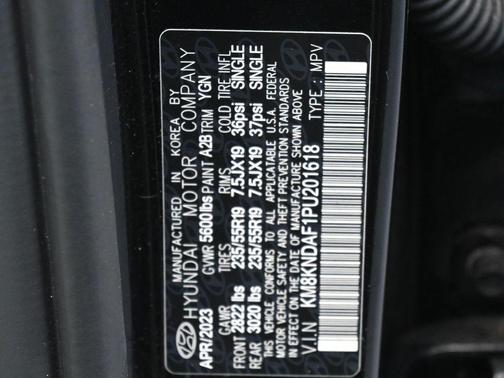 MANUFACTURED IN KOREA BY
HYUNDAI MOTOR COMPANY
APR/2023 GVWR 5600lbs PAINT A2B TRIM YGN
GAWR RIMS COLD TIRE INFL
FRONT 2822 lbs 235/55R19 7.5JX19 36psi SINGLE
REAR 3020 lbs 235/55R19 7.5JX19 37psi SINGLE
THIS VEHICLE CONFORMS TO ALL APPLICABLE U.S.A. FEDERAL
MOTOR VEHICLE SAFETY AND THEFT PREVENTION STANDARDS
IN EFFECT ON THE DATE OF MANUFACTURE SHOWN ABOVE
V.I.N : KM8KNDAF1PU201618 TYPE : MPV